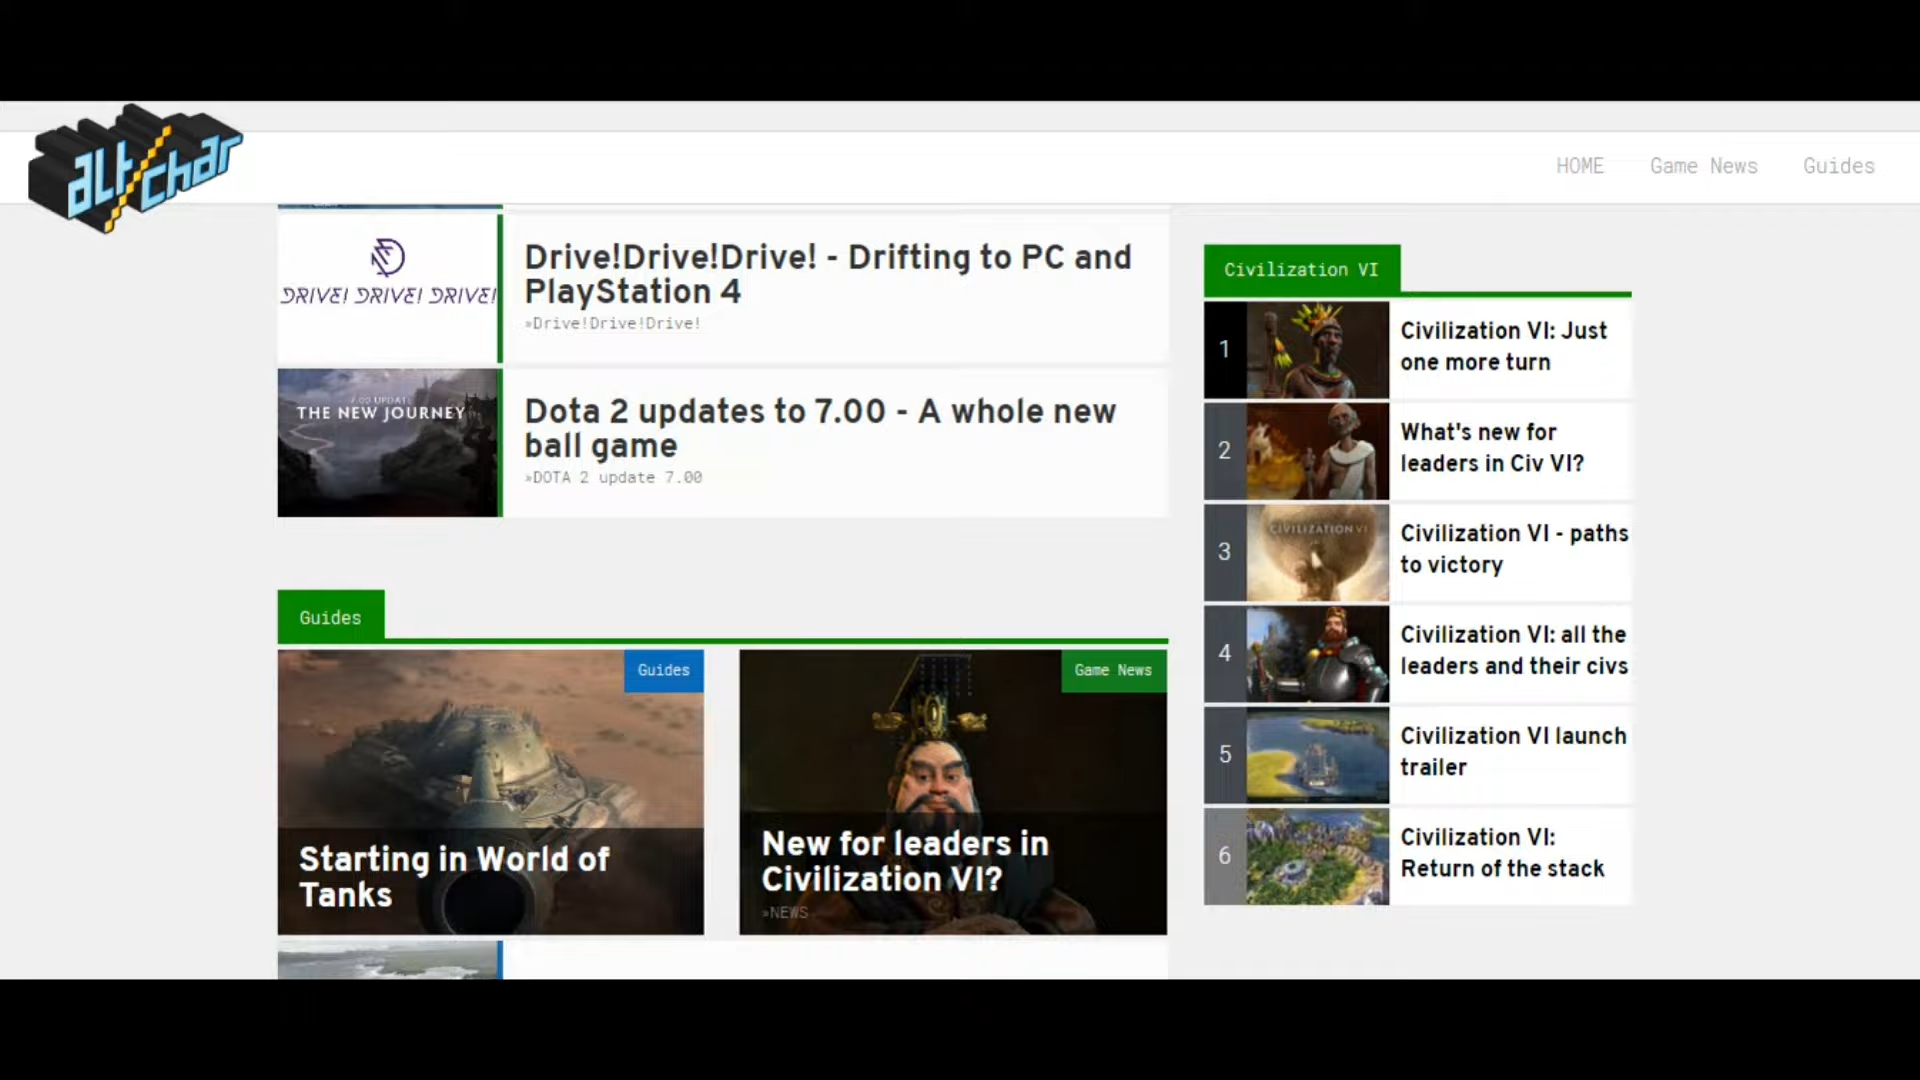 alt char
HOME
Game News
Guides
DRIVE! DRIVE! DRIVE!
Drive!Drive!Drive! - Drifting to PC and
PlayStation 4
»Drive!Drive!Drive!
7.00 UPDATE
THE NEW JOURNEY
Dota 2 updates to 7.00 - A whole new
ball game
»DOTA 2 update 7.00
Guides
Guides
Starting in World of
Tanks
Game News
New for leaders in
Civilization VI?
»NEWS
Civilization VI
1
Civilization VI: Just
one more turn
2
What's new for
leaders in Civ VI?
3
CIVILIZATION VI
Civilization VI - paths
to victory
4
Civilization VI: all the
leaders and their civs
5
Civilization VI launch
trailer
6
Civilization VI:
Return of the stack